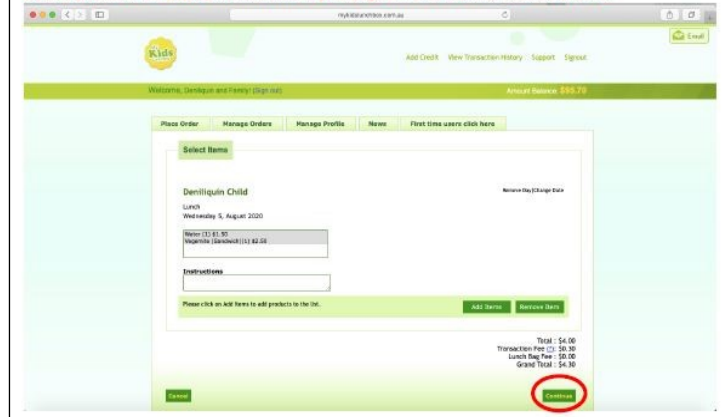 mykidslunchbox.com.au
Email
Kids
Add Credit View Transaction History Support Signout
Welcome, Deniliquin and Family! (Sign out)
Amount Balance: $95.70
Place Order Manage Orders Manage Profile News First time users click here
Select Items
Deniliquin Child
Remove Day|Change Date
Lunch
Wednesday 5, August 2020
Water (1) $1.50
Vegemite (Sandwich)(1) $2.50
Instructions
Please click on Add Items to add products to the list.
Add Items Remove Item
Total : $4.00
Transaction Fee (?): $0.30
Lunch Bag Fee : $0.00
Grand Total : $4.30
Cancel Continue